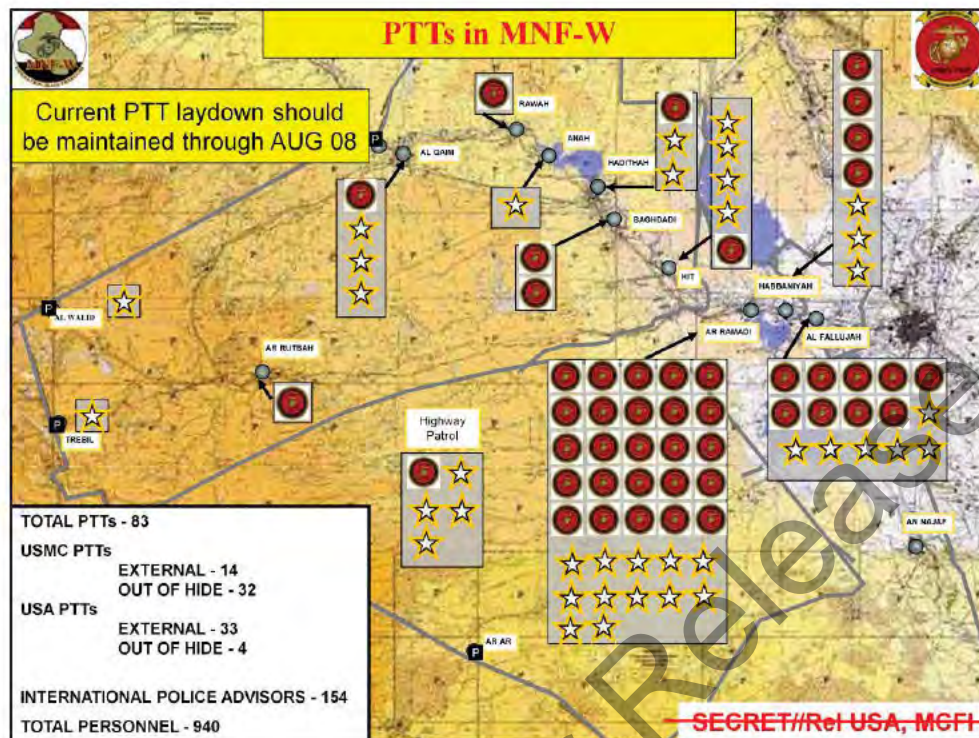 PTTs in MNF-W
MNF-W
Current PTT laydown should
be maintained through AUG 08
RAWAH
ANAH
AL QAIM
HADITHAH
BAGHDADI
HIT
HABBANIYAH
AL WALID
AR RAMADI
AL FALLUJAH
AR RUTBAH
TREBIL
Highway
Patrol
AN NAJAF
AR AR
P
P
P
P
TOTAL PTTs - 83
USMC PTTs
EXTERNAL - 14
OUT OF HIDE - 32
USA PTTs
EXTERNAL - 33
OUT OF HIDE - 4
INTERNATIONAL POLICE ADVISORS - 154
TOTAL PERSONNEL - 940
SECRET//Rel USA, MCFI
Release